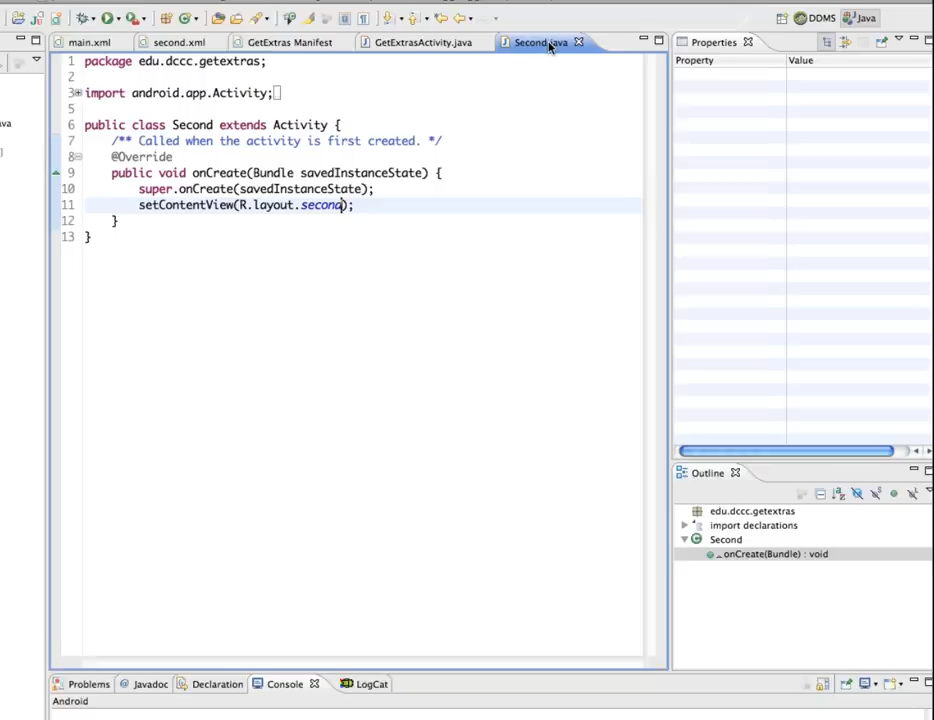 DDMS Java
main.xml second.xml GetExtras Manifest GetExtrasActivity.java Second.java
Properties
Property Value
1 package edu.dccc.getextras;
2
3 import android.app.Activity;
5
6 public class Second extends Activity {
7 /** Called when the activity is first created. */
8 @Override
9 public void onCreate(Bundle savedInstanceState) {
10 super.onCreate(savedInstanceState);
11 setContentView(R.layout.second);
12 }
13 }
va
]
Outline
edu.dccc.getextras
import declarations
Second
onCreate(Bundle) : void
Problems Javadoc Declaration Console LogCat
Android